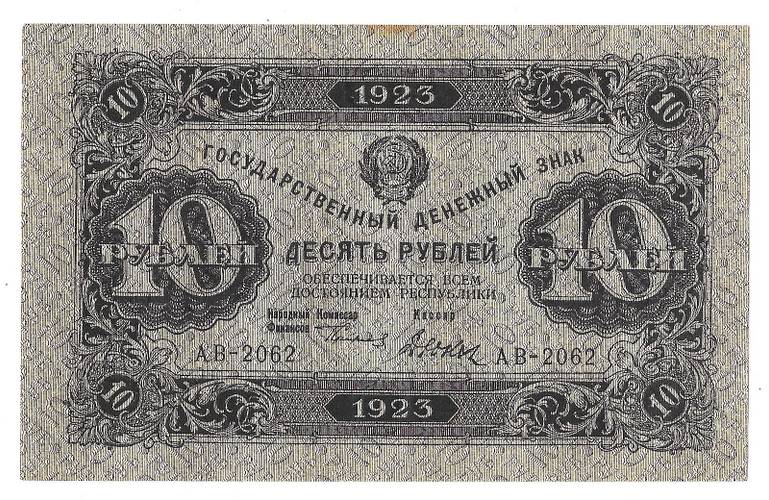 1923
10
10
ГОСУДАРСТВЕННЫЙ ДЕНЕЖНЫЙ ЗНАК
10
РУБЛЕЙ
ДЕСЯТЬ РУБЛЕЙ
10
РУБЛЕЙ
ОБЕСПЕЧИВАЕТСЯ ВСЕМ
ДОСТОЯНИЕМ РЕСПУБЛИКИ
Народный Комиссар
Финансов
Кассир
АВ-2062
АВ-2062
10
1923
10